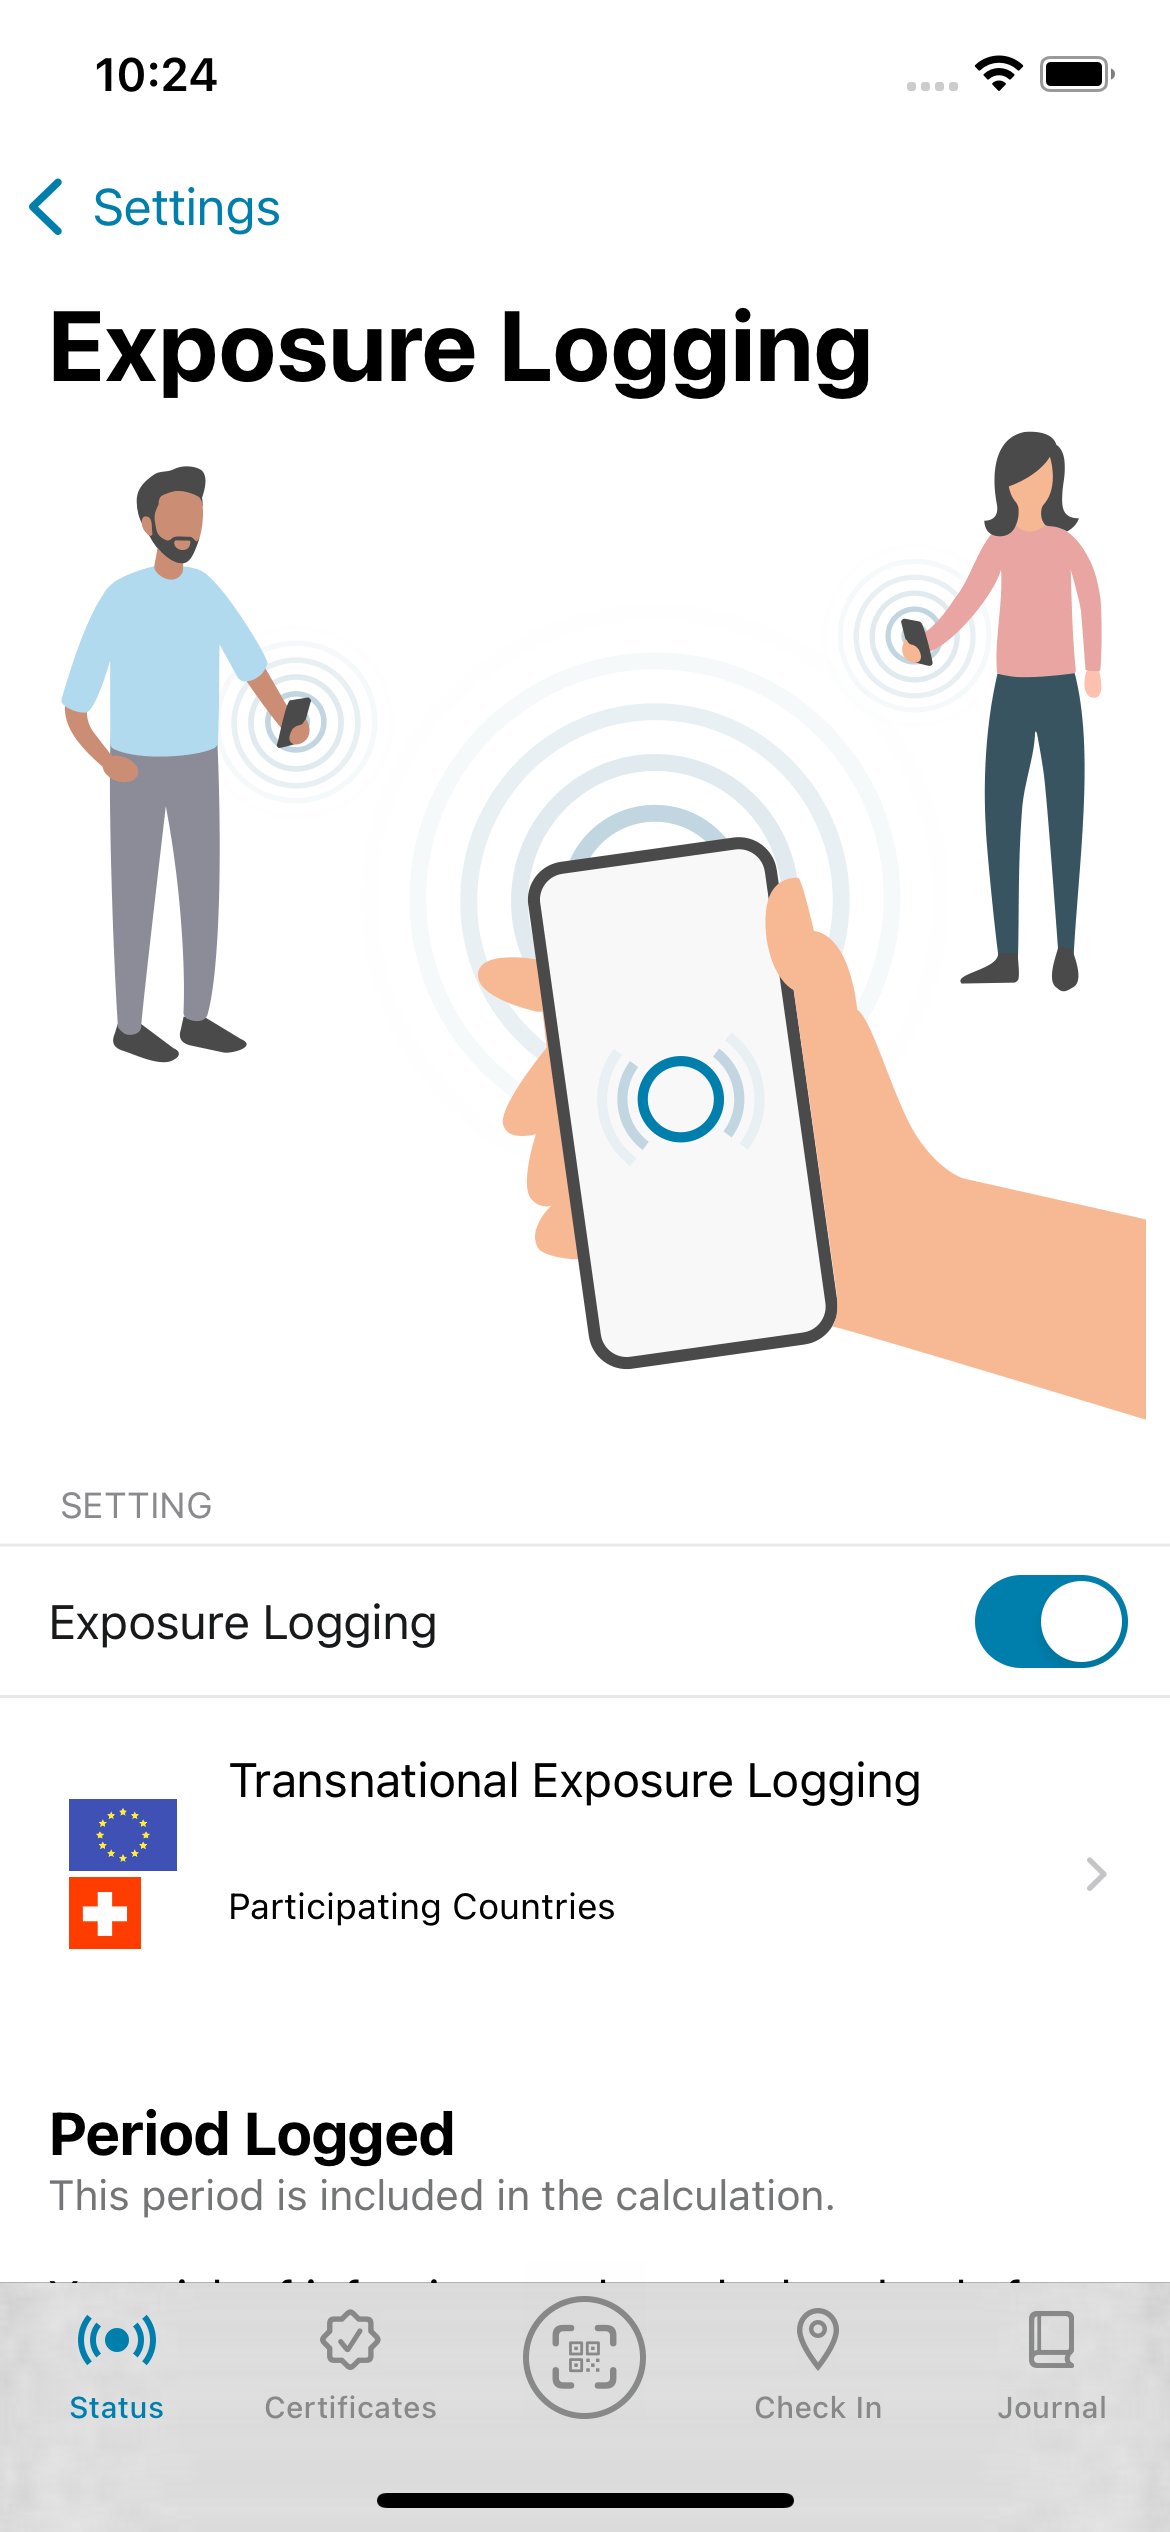 10:24
Settings
Exposure Logging
SETTING
Exposure Logging
Transnational Exposure Logging
Participating Countries
Period Logged
This period is included in the calculation.
Status
Certificates
Check In
Journal